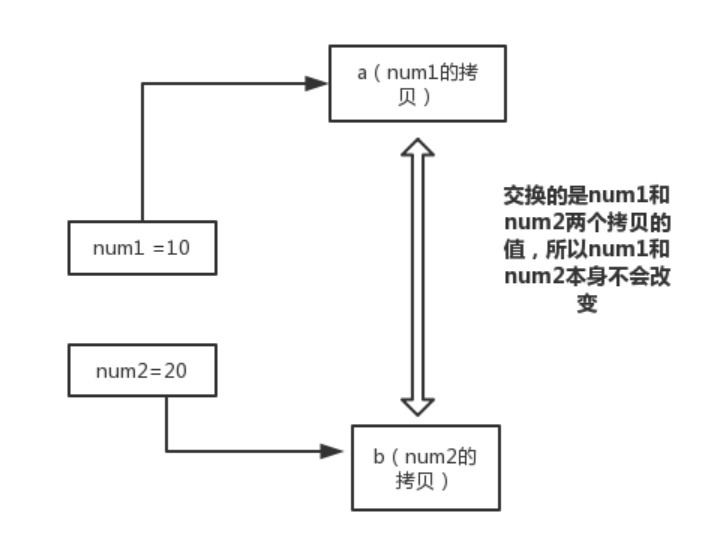 a（num1的拷
贝）
num1 =10
交换的是num1和
num2两个拷贝的
值，所以num1和
num2本身不会改
变
num2=20
b（num2的
拷贝）